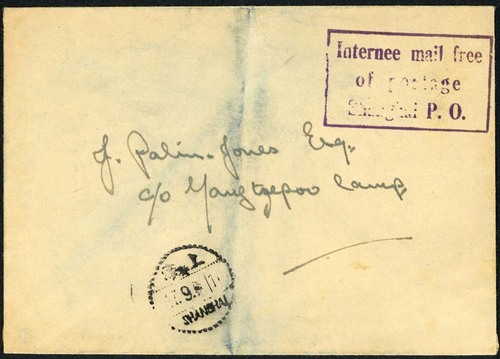 Internee mail free
of postage
Shanghai P. O.
J. Palin-Jones Esq.
c/o Yangtzepoo Camp
SHANGHAI